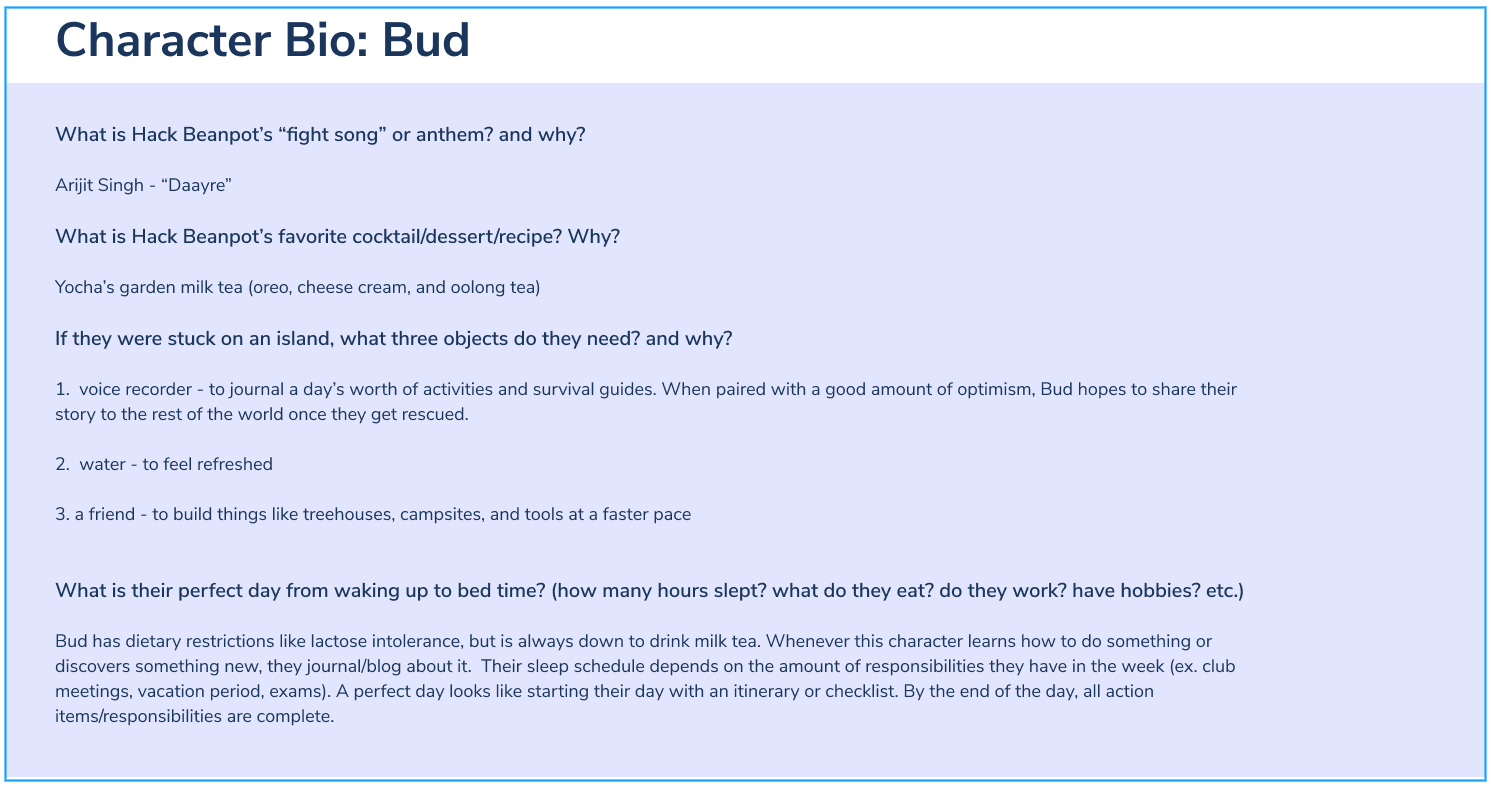 Character Bio: Bud
What is Hack Beanpot’s “fight song” or anthem? and why?
Arijit Singh - “Daayre”
What is Hack Beanpot’s favorite cocktail/dessert/recipe? Why?
Yocha’s garden milk tea (oreo, cheese cream, and oolong tea)
If they were stuck on an island, what three objects do they need? and why?
1.  voice recorder - to journal a day’s worth of activities and survival guides. When paired with a good amount of optimism, Bud hopes to share their
story to the rest of the world once they get rescued.
2.  water - to feel refreshed
3. a friend - to build things like treehouses, campsites, and tools at a faster pace
What is their perfect day from waking up to bed time? (how many hours slept? what do they eat? do they work? have hobbies? etc.)
Bud has dietary restrictions like lactose intolerance, but is always down to drink milk tea. Whenever this character learns how to do something or
discovers something new, they journal/blog about it.  Their sleep schedule depends on the amount of responsibilities they have in the week (ex. club
meetings, vacation period, exams). A perfect day looks like starting their day with an itinerary or checklist. By the end of the day, all action
items/responsibilities are complete.